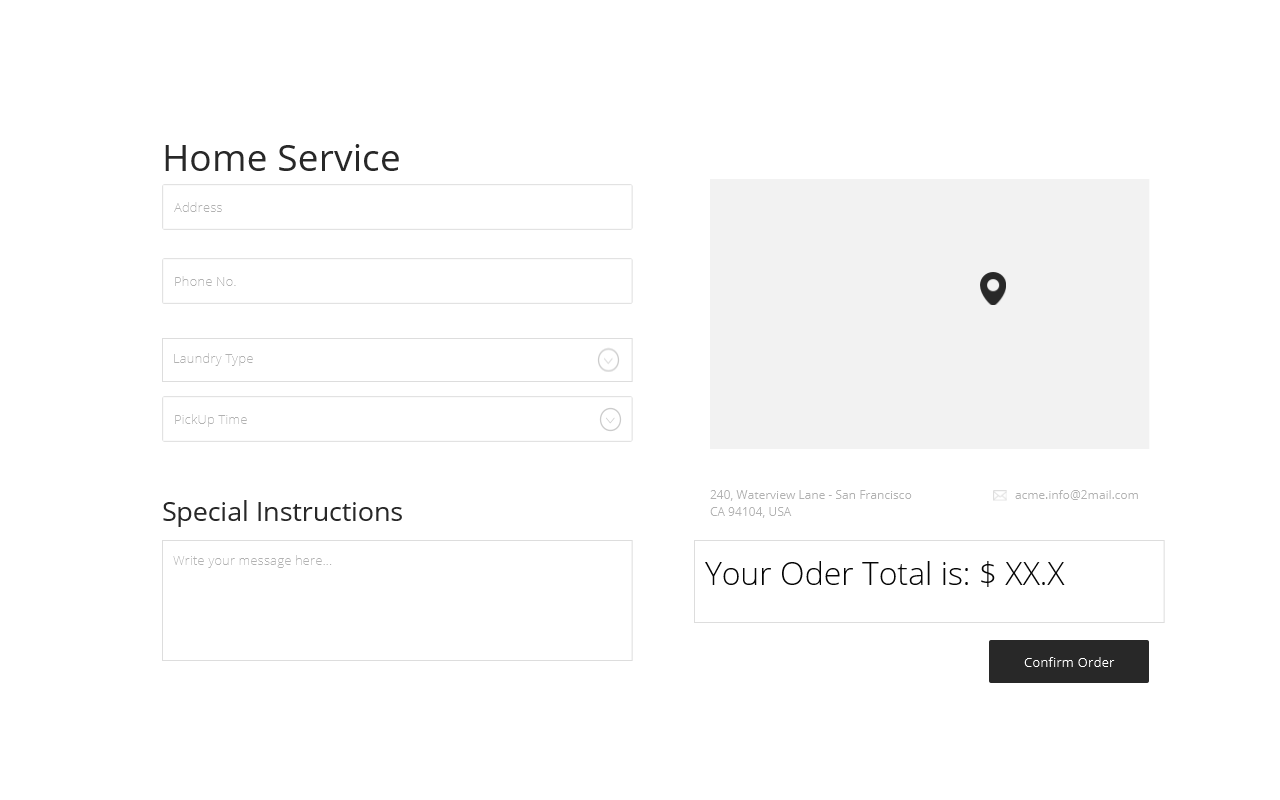 Home Service
Address
Phone No.
Laundry Type
PickUp Time
Special Instructions
Write your message here...
240, Waterview Lane - San Francisco
CA 94104, USA
acme.info@2mail.com
Your Oder Total is: $ XX.X
Confirm Order